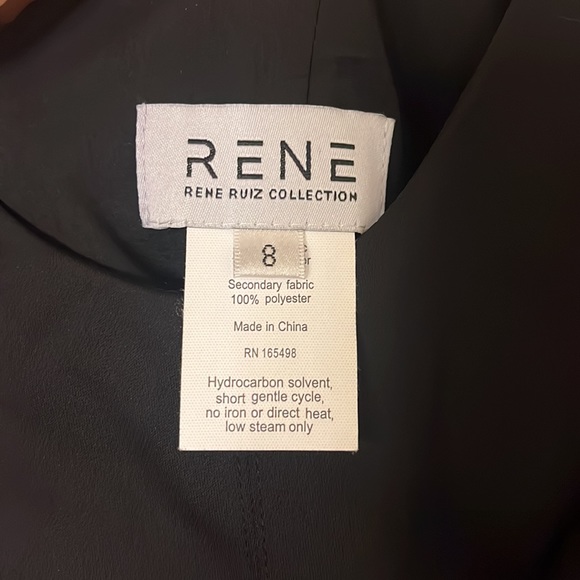 RENE
RENE RUIZ COLLECTION
8
Secondary fabric
100% polyester
Made in China
RN 165498
Hydrocarbon solvent,
short gentle cycle,
no iron or direct heat,
low steam only